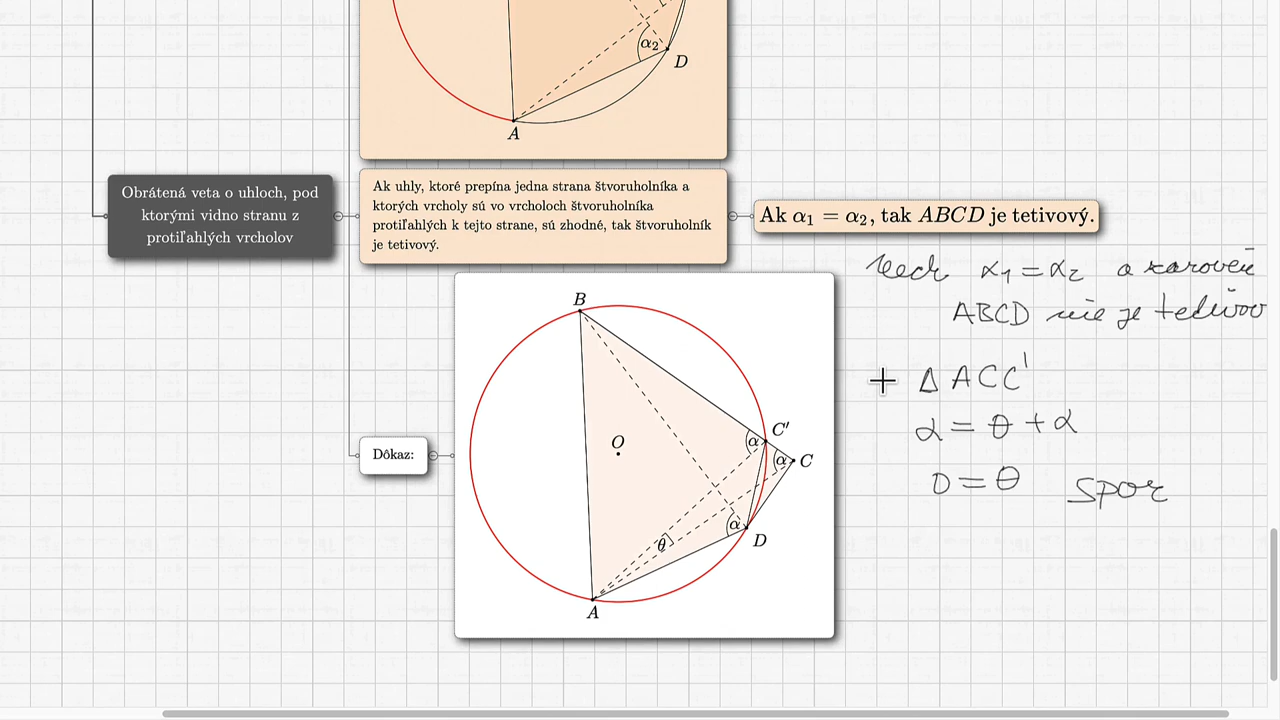 α2
D
A
Obrátená veta o uhloch, pod
ktorými vidno stranu z
protiľahlých vrcholov
Ak uhly, ktoré prepína jedna strana štvoruholníka a
ktorých vrcholy sú vo vrcholoch štvoruholníka
protiľahlých k tejto strane, sú zhodné, tak štvoruholník
je tetivový.
Ak α₁ = α₂, tak ABCD je tetivový.
Nech α₁ = α₂ a zároveň
ABCD nie je tetivov
Δ ACC'
α = θ + α
0 = θ SPOR
Dôkaz:
B
O
C'
α
α
C
α
D
θ
A